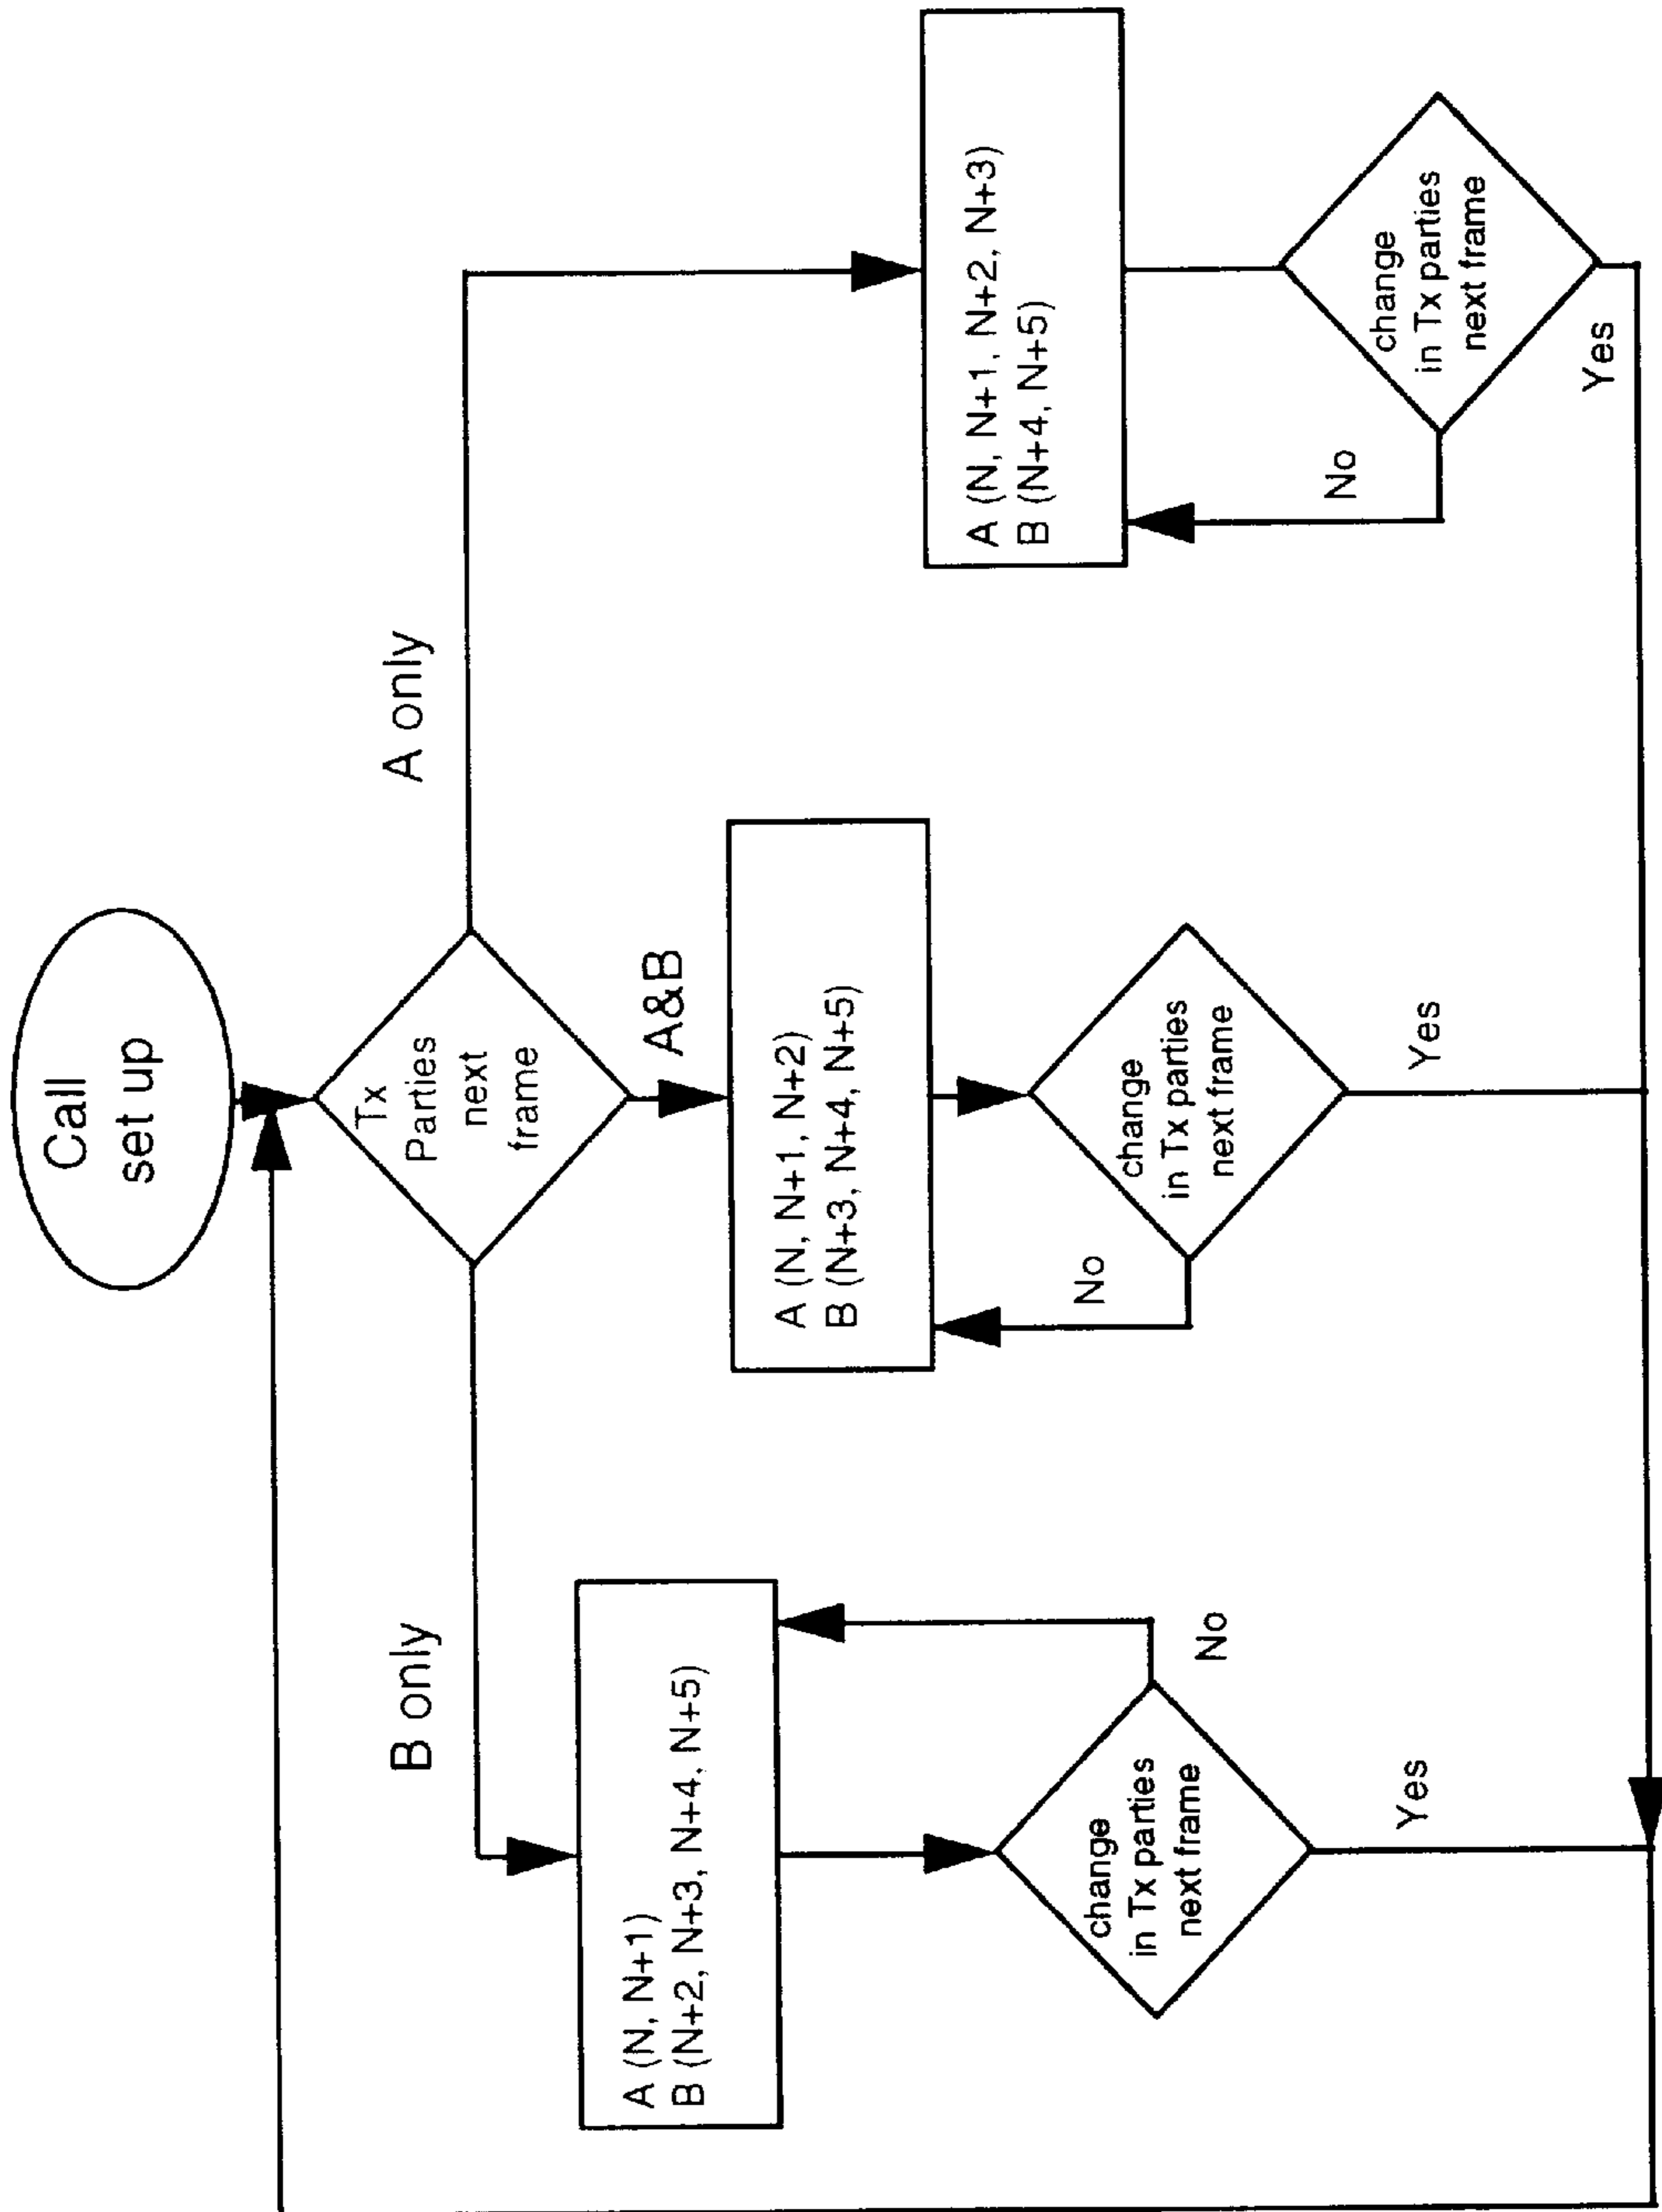 Call
set up
Tx
Parties
next
frame
B only
A&B
A only
A (N, N+1)
B (N+2, N+3, N+4, N+5)
change
in Tx parties
next frame
No
Yes
A (N, N+1, N+2)
B (N+3, N+4, N+5)
change
in Tx parties
next frame
No
Yes
A (N, N+1, N+2, N+3)
B (N+4, N+5)
change
in Tx parties
next frame
No
Yes